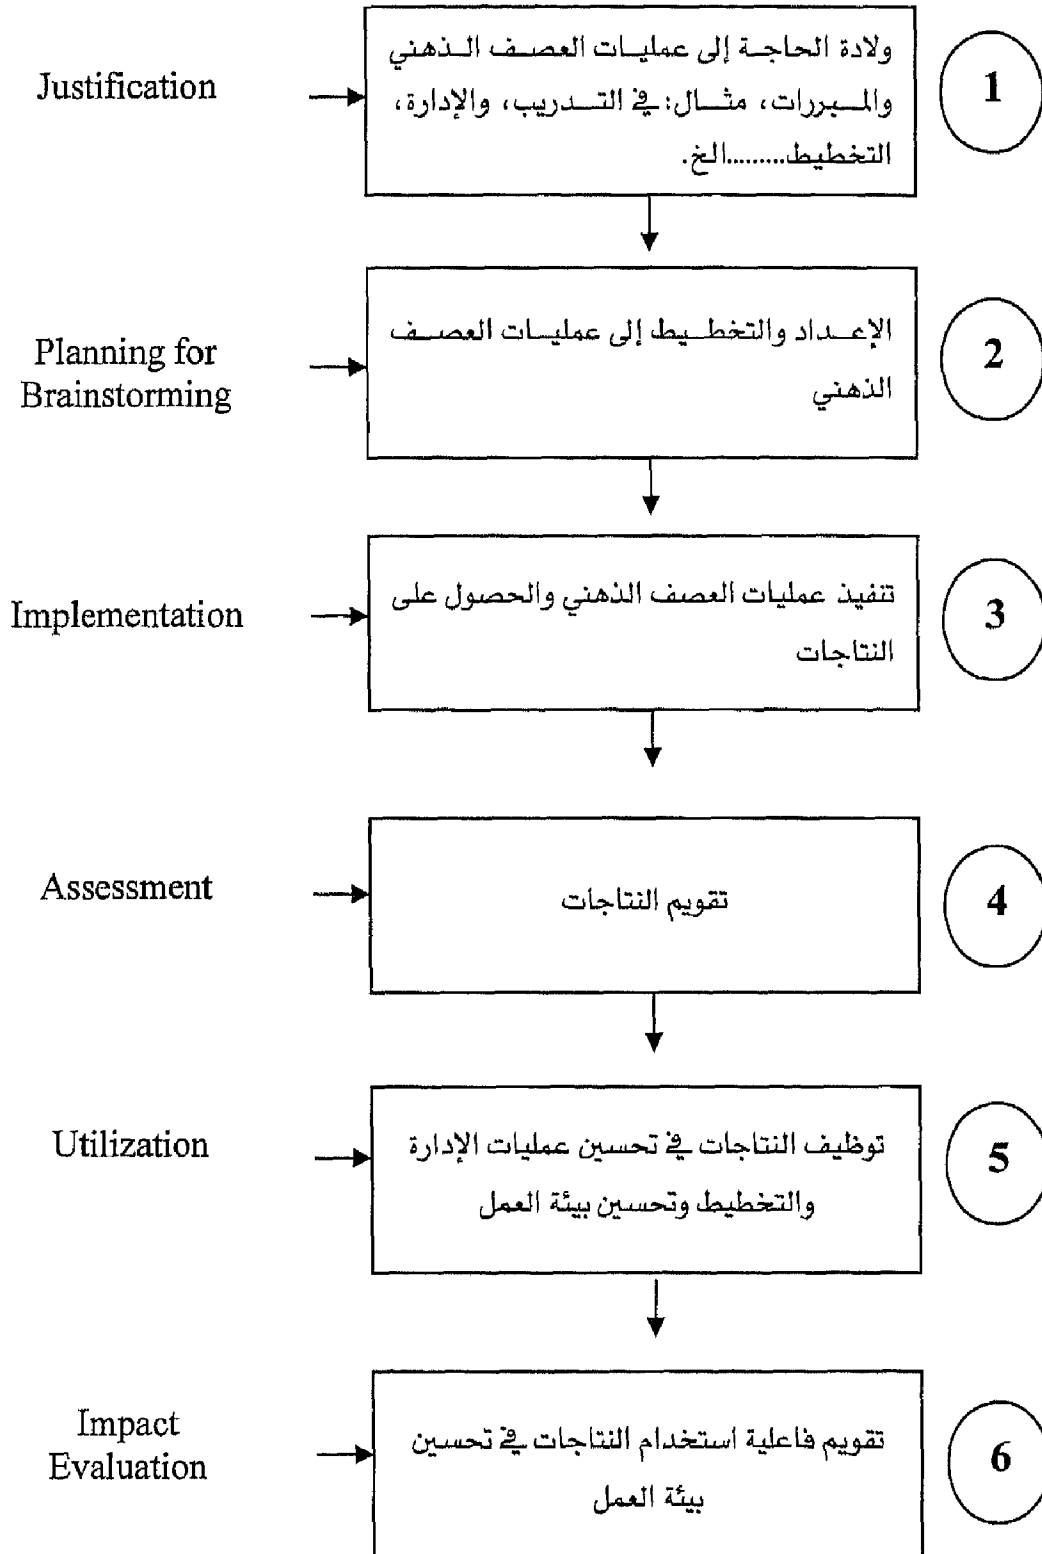 Justification
ولادة الحاجة إلى عمليات العصف الذهني
والمبررات، مثال: في التدريب، والإدارة،
التخطيط.........الخ.
1
Planning for
Brainstorming
الإعداد والتخطيط إلى عمليات العصف
الذهني
2
Implementation
تنفيذ عمليات العصف الذهني والحصول على
النتاجات
3
Assessment
تقويم النتاجات
4
Utilization
توظيف النتاجات في تحسين عمليات الإدارة
والتخطيط وتحسين بيئة العمل
5
Impact
Evaluation
تقويم فاعلية استخدام النتاجات في تحسين
بيئة العمل
6